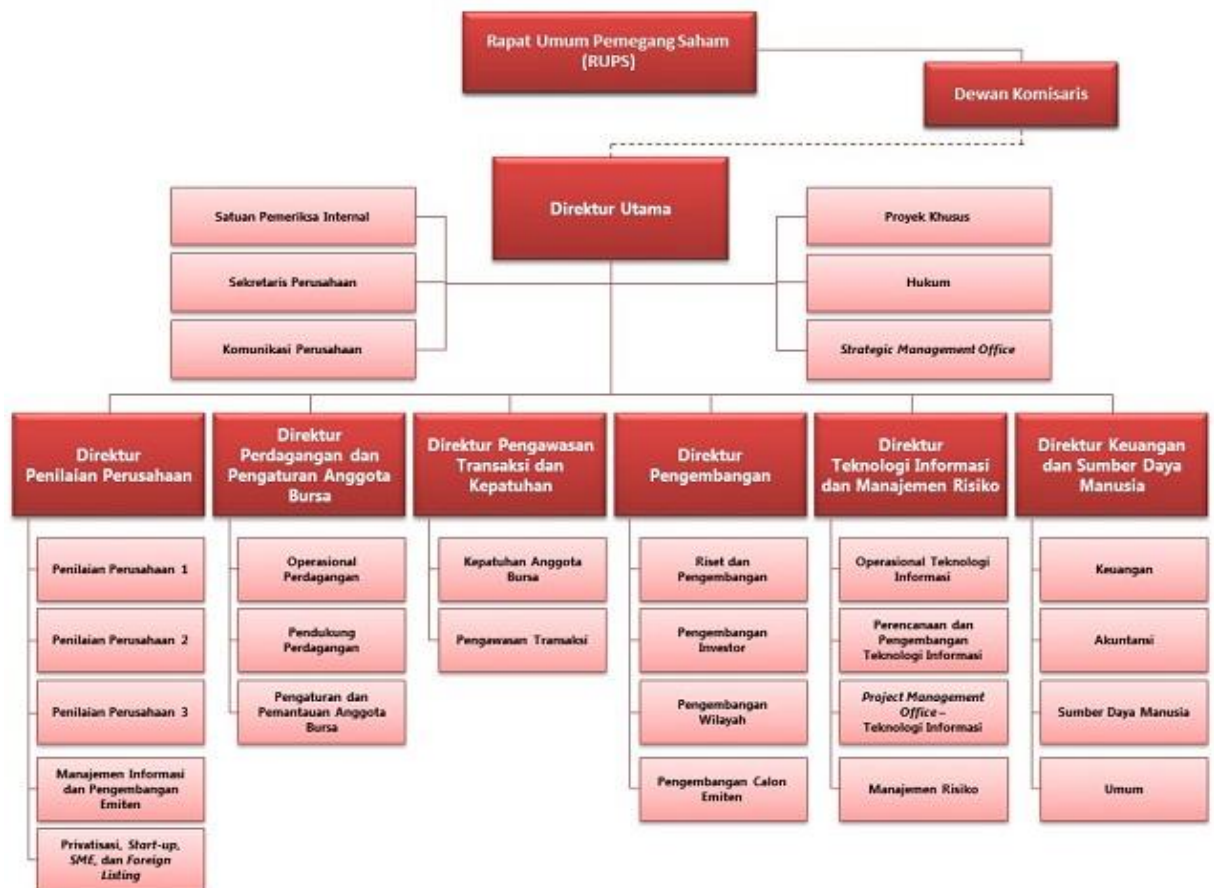 Rapat Umum Pemegang Saham
(RUPS)
Dewan Komisaris
Direktur Utama
Satuan Pemeriksa Internal
Sekretaris Perusahaan
Komunikasi Perusahaan
Proyek Khusus
Hukum
Strategic Management Office
Direktur
Penilaian Perusahaan
Penilaian Perusahaan 1
Penilaian Perusahaan 2
Penilaian Perusahaan 3
Manajemen Informasi
dan Pengembangan
Emiten
Privatisasi, Start-up,
SME, dan Foreign
Listing
Direktur
Perdagangan dan
Pengaturan Anggota
Bursa
Operasional
Perdagangan
Pendukung
Perdagangan
Pengaturan dan
Pemantauan Anggota
Bursa
Direktur Pengawasan
Transaksi dan
Kepatuhan
Kepatuhan Anggota
Bursa
Pengawasan Transaksi
Direktur
Pengembangan
Riset dan
Pengembangan
Pengembangan
Investor
Pengembangan
Wilayah
Pengembangan Calon
Emiten
Direktur
Teknologi Informasi
dan Manajemen Risiko
Operasional Teknologi
Informasi
Perencanaan dan
Pengembangan
Teknologi Informasi
Project Management
Office –
Teknologi Informasi
Manajemen Risiko
Direktur Keuangan
dan Sumber Daya
Manusia
Keuangan
Akuntansi
Sumber Daya Manusia
Umum